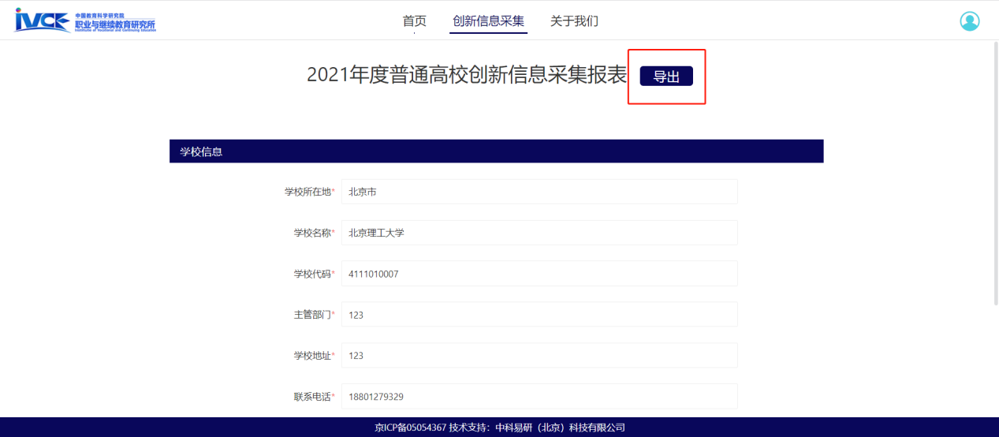 iVCE 中国教育科学研究院
职业与继续教育研究所
Institute of Vocational and Continuing Education
首页 创新信息采集 关于我们
2021年度普通高校创新信息采集报表 导出
学校信息
学校所在地* 北京市
学校名称* 北京理工大学
学校代码* 4111010007
主管部门* 123
学校地址* 123
联系电话* 18801279329
京ICP备05054367 技术支持：中科易研（北京）科技有限公司